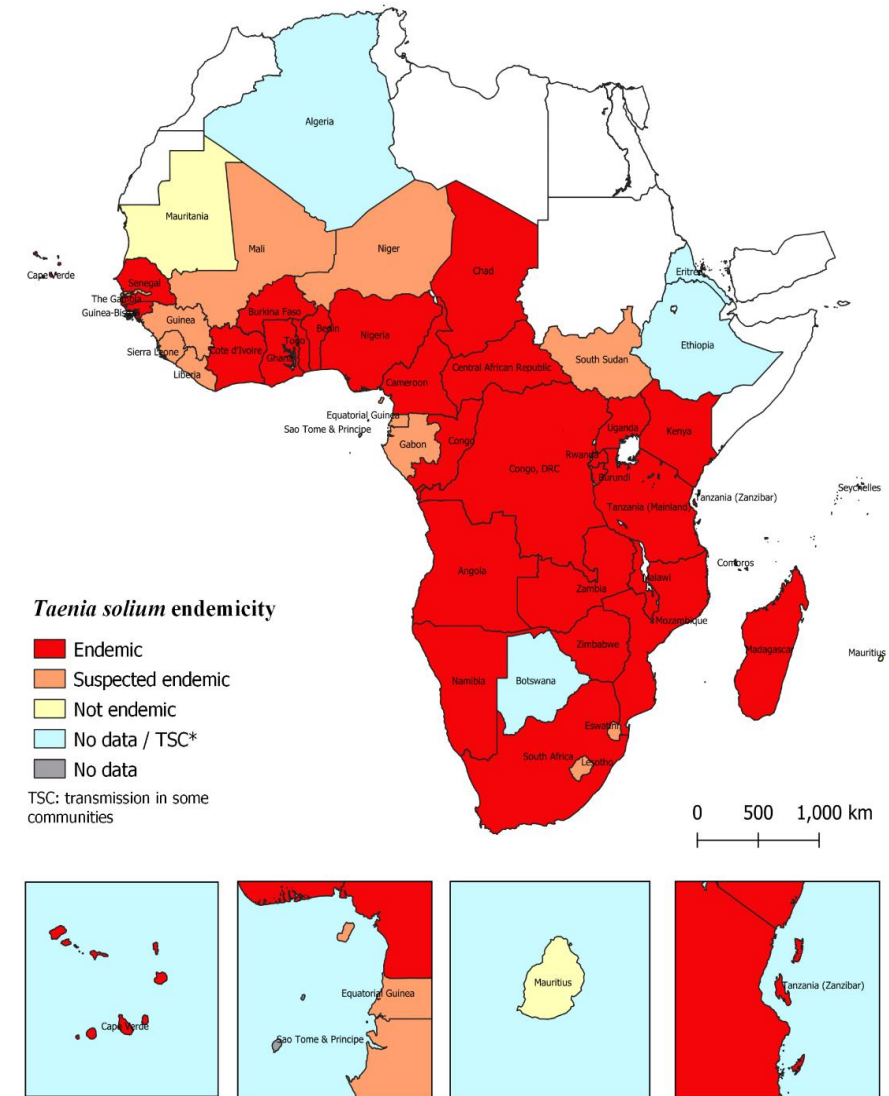 Algeria
Mauritania
Mali
Niger
Chad
Eritrea
Cape Verde
Senegal
The Gambia
Guinea-Bissau
Guinea
Burkina Faso
Benin
Nigeria
Togo
Sierra Leone
Cote d'Ivoire
Ghana
Liberia
Ethiopia
South Sudan
Central African Republic
Cameroon
Equatorial Guinea
Sao Tome & Principe
Gabon
Congo
Uganda
Kenya
Rwanda
Congo, DRC
Burundi
Seychelles
Tanzania (Zanzibar)
Tanzania (Mainland)
Comoros
Angola
Malawi
Zambia
Mozambique
Zimbabwe
Madagascar
Mauritius
Namibia
Botswana
Eswatini
South Africa
Lesotho
Taenia solium endemicity
Endemic
Suspected endemic
Not endemic
No data / TSC*
No data
TSC: transmission in some
communities
0 500 1,000 km
Cape Verde
Equatorial Guinea
Sao Tome & Principe
Mauritius
Tanzania (Zanzibar)